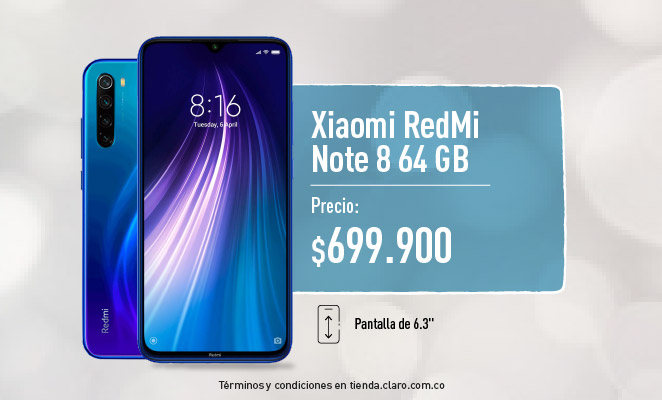 8:16
Tuesday, 6 April
Redmi
Redmi
Xiaomi RedMi
Note 8 64 GB
Precio:
$699.900
Pantalla de 6.3"
Términos y condiciones en tienda.claro.com.co